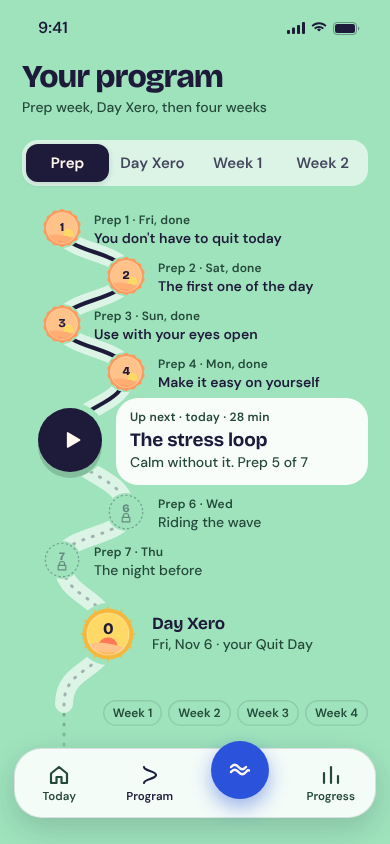 9:41
Your program
Prep week, Day Xero, then four weeks
Prep
Day Xero
Week 1
Week 2
1
Prep 1 · Fri, done
You don't have to quit today
2
Prep 2 · Sat, done
The first one of the day
3
Prep 3 · Sun, done
Use with your eyes open
4
Prep 4 · Mon, done
Make it easy on yourself
Up next · today · 28 min
The stress loop
Calm without it. Prep 5 of 7
6
Prep 6 · Wed
Riding the wave
7
Prep 7 · Thu
The night before
0
Day Xero
Fri, Nov 6 · your Quit Day
Week 1
Week 2
Week 3
Week 4
Today
Program
Progress